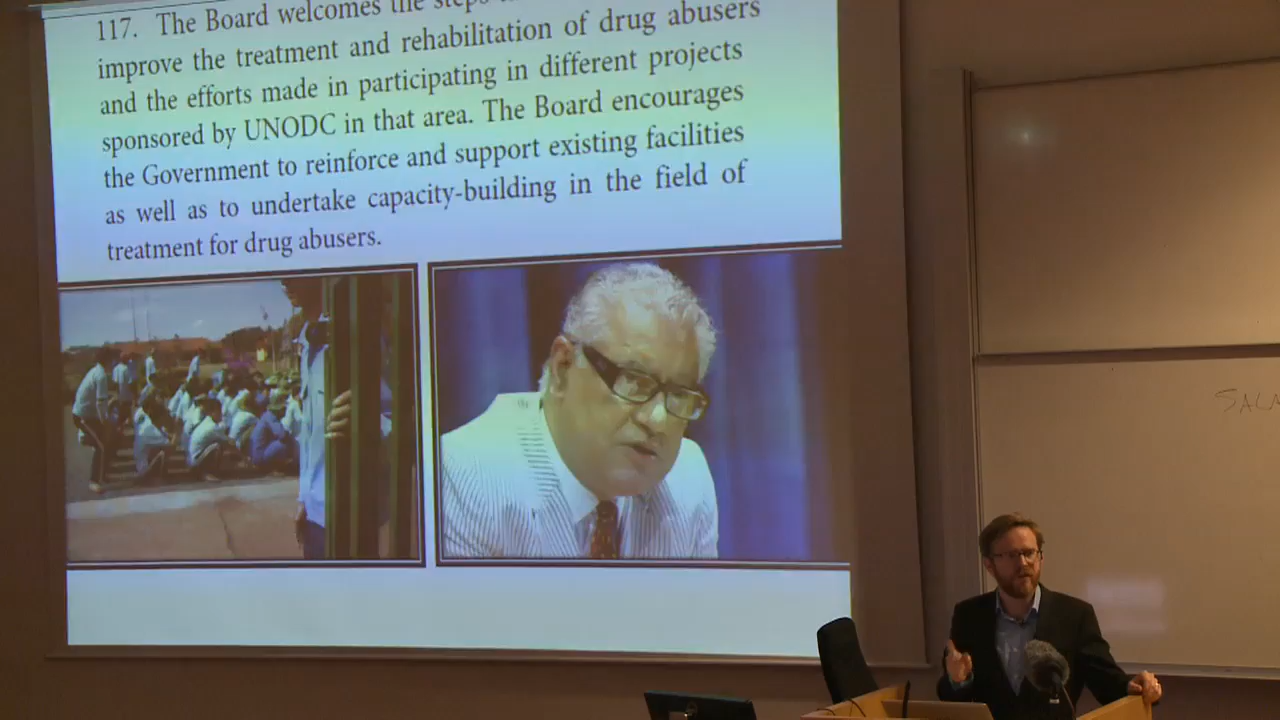 117. The Board welcomes the steps
improve the treatment and rehabilitation of drug abusers
and the efforts made in participating in different projects
sponsored by UNODC in that area. The Board encourages
the Government to reinforce and support existing facilities
as well as to undertake capacity-building in the field of
treatment for drug abusers.
SALA